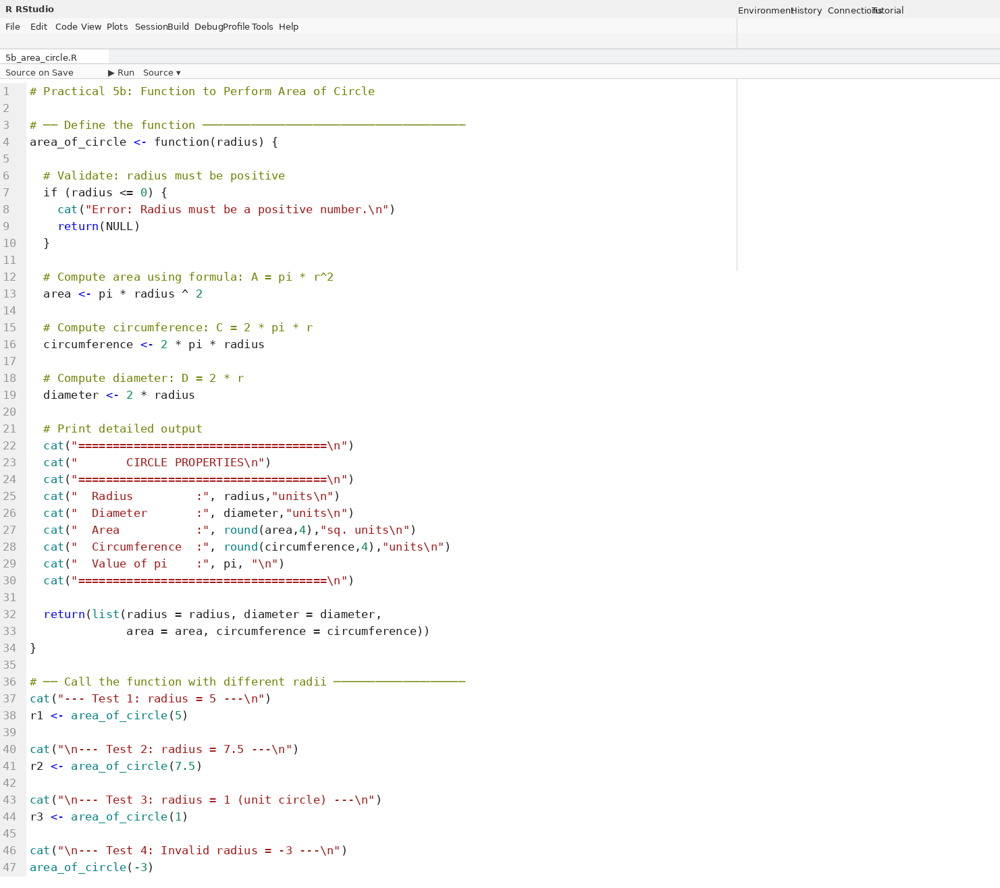 R RStudio
Environment History Connections Tutorial
File Edit Code View Plots Session Build Debug Profile Tools Help
5b_area_circle.R
Source on Save ▶ Run Source ▾
1 # Practical 5b: Function to Perform Area of Circle
2
3 # ── Define the function ──────────────────────────────────────
4 area_of_circle <- function(radius) {
5
6   # Validate: radius must be positive
7   if (radius <= 0) {
8     cat("Error: Radius must be a positive number.\n")
9     return(NULL)
10   }
11
12   # Compute area using formula: A = pi * r^2
13   area <- pi * radius ^ 2
14
15   # Compute circumference: C = 2 * pi * r
16   circumference <- 2 * pi * radius
17
18   # Compute diameter: D = 2 * r
19   diameter <- 2 * radius
20
21   # Print detailed output
22   cat("====================================\n")
23   cat("       CIRCLE PROPERTIES\n")
24   cat("====================================\n")
25   cat("  Radius         :", radius,"units\n")
26   cat("  Diameter       :", diameter,"units\n")
27   cat("  Area           :", round(area,4),"sq. units\n")
28   cat("  Circumference  :", round(circumference,4),"units\n")
29   cat("  Value of pi    :", pi, "\n")
30   cat("====================================\n")
31
32   return(list(radius = radius, diameter = diameter,
33               area = area, circumference = circumference))
34 }
35
36 # ── Call the function with different radii ───────────────────
37 cat("--- Test 1: radius = 5 ---\n")
38 r1 <- area_of_circle(5)
39
40 cat("\n--- Test 2: radius = 7.5 ---\n")
41 r2 <- area_of_circle(7.5)
42
43 cat("\n--- Test 3: radius = 1 (unit circle) ---\n")
44 r3 <- area_of_circle(1)
45
46 cat("\n--- Test 4: Invalid radius = -3 ---\n")
47 area_of_circle(-3)